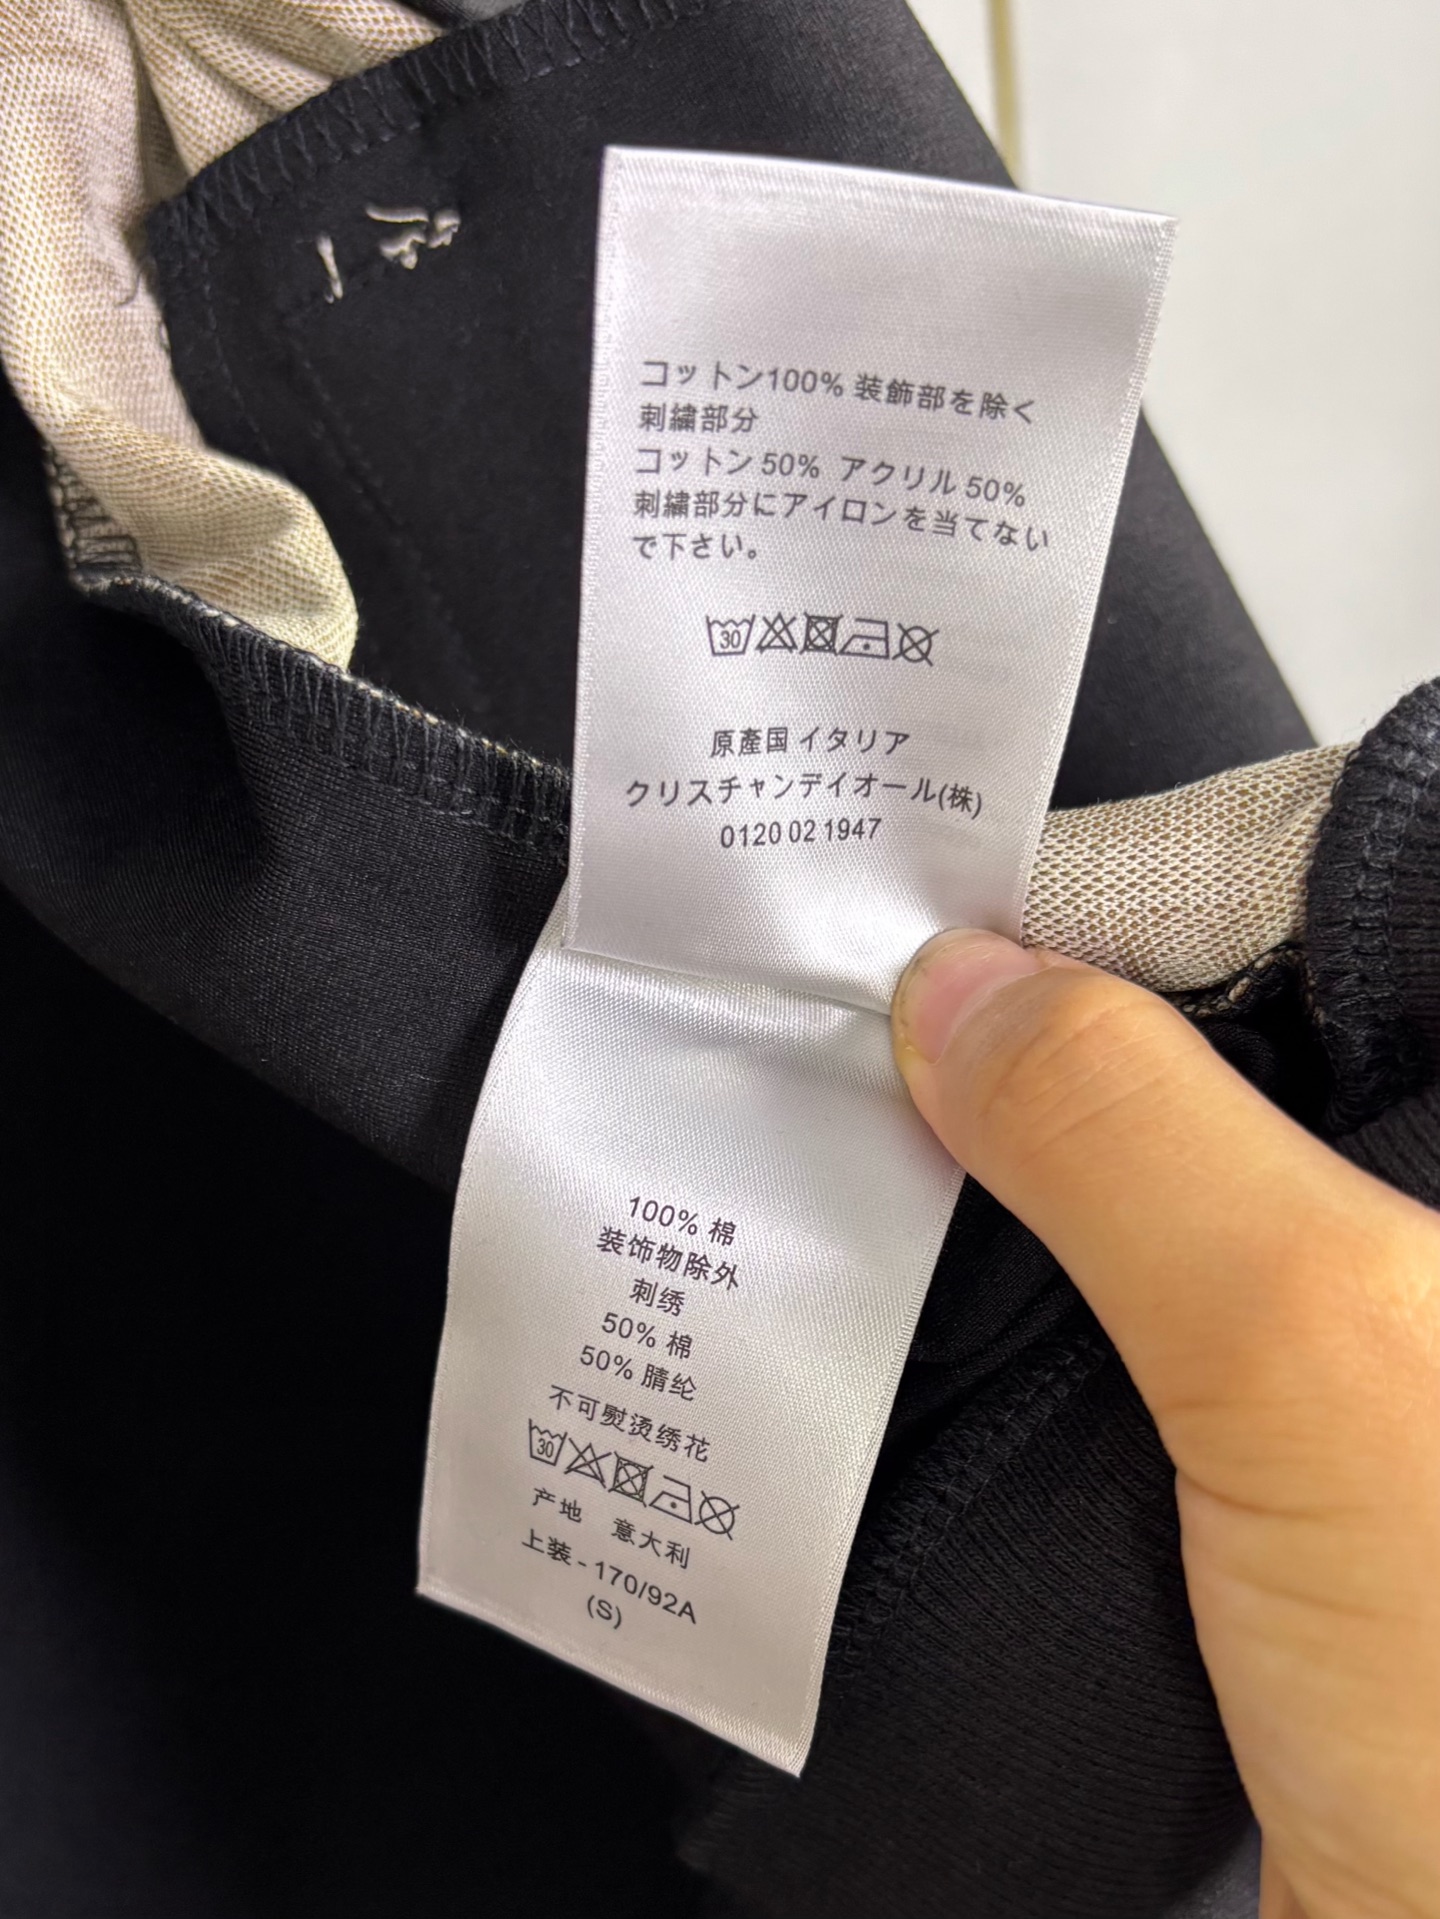 コットン100% 装飾部を除く
刺繍部分
コットン 50% アクリル 50%
刺繍部分にアイロンを当てない
で下さい。
30
原產国 イタリア
クリスチャンデイオール(株)
0120 02 1947
100% 棉
装饰物除外
刺绣
50% 棉
50% 腈纶
不可熨烫绣花
30
产地 意大利
上装 - 170/92A
(S)